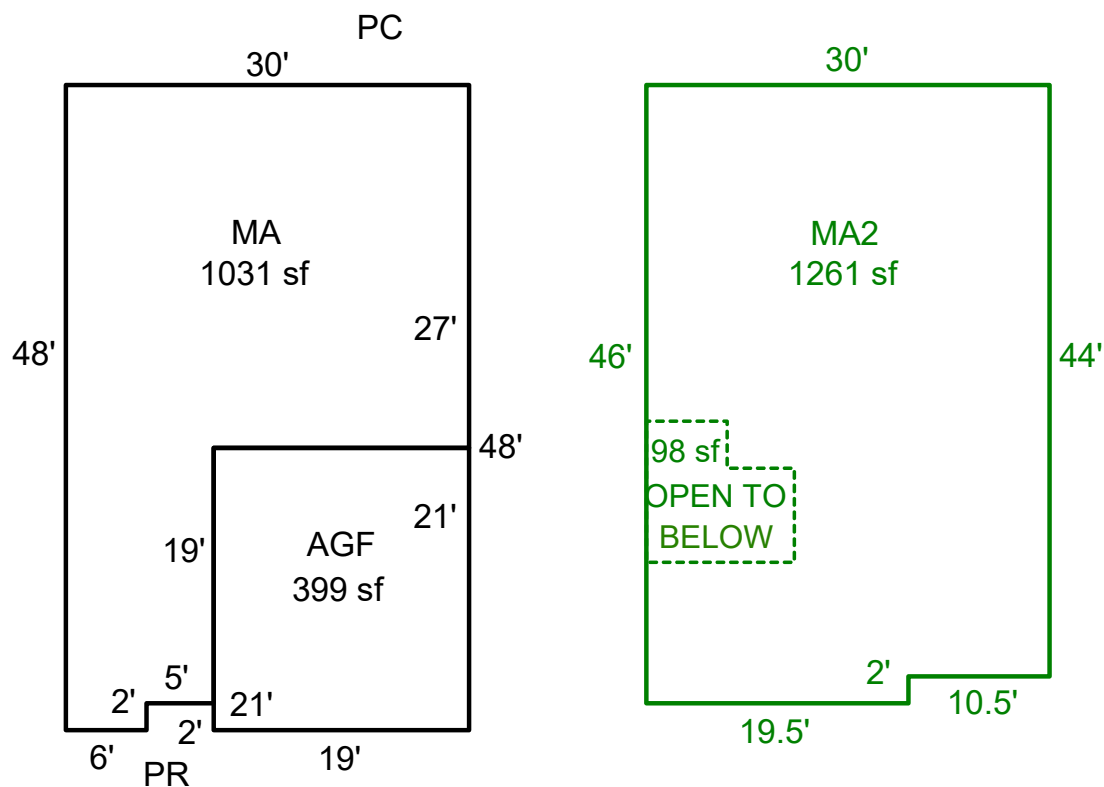 PC
30'
30'
MA
1031 sf
MA2
1261 sf
27'
48'
46'
44'
48'
98 sf
OPEN TO
BELOW
21'
19'
AGF
399 sf
5'
2'
21'
2'
2'
6'
19'
19.5'
10.5'
PR